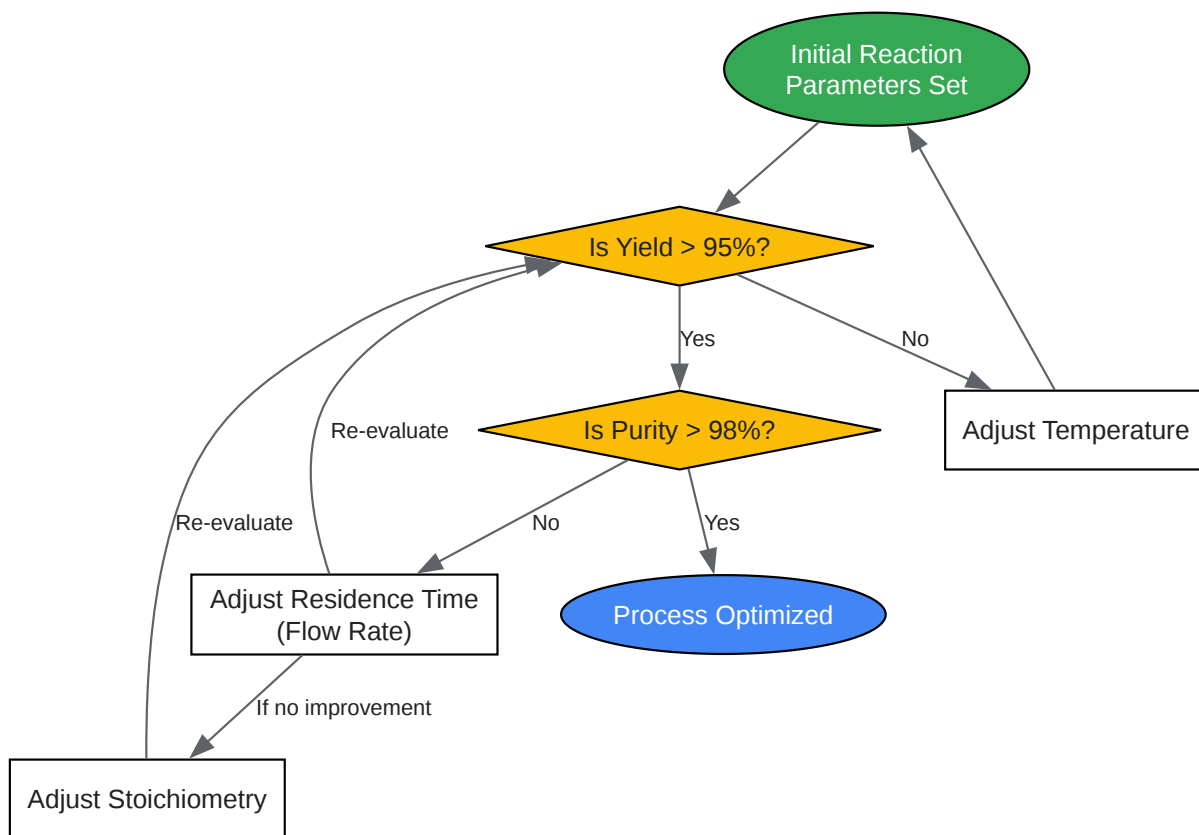 Initial Reaction
Parameters Set
Is Yield > 95%?
Yes
No
Is Purity > 98%?
Adjust Temperature
Re-evaluate
Re-evaluate
No
Yes
Adjust Residence Time
(Flow Rate)
Process Optimized
If no improvement
Adjust Stoichiometry